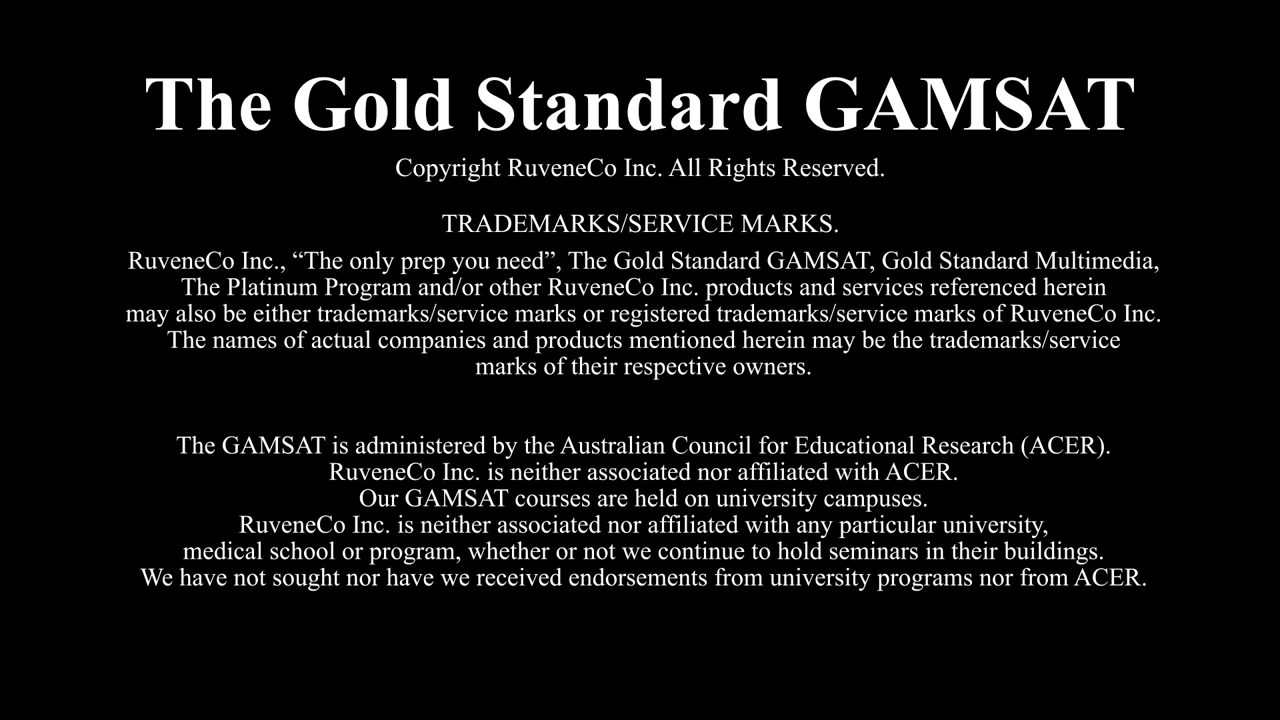 The Gold Standard GAMSAT
Copyright RuveneCo Inc. All Rights Reserved.
TRADEMARKS/SERVICE MARKS.
RuveneCo Inc., “The only prep you need”, The Gold Standard GAMSAT, Gold Standard Multimedia,
The Platinum Program and/or other RuveneCo Inc. products and services referenced herein
may also be either trademarks/service marks or registered trademarks/service marks of RuveneCo Inc.
The names of actual companies and products mentioned herein may be the trademarks/service
marks of their respective owners.
The GAMSAT is administered by the Australian Council for Educational Research (ACER).
RuveneCo Inc. is neither associated nor affiliated with ACER.
Our GAMSAT courses are held on university campuses.
RuveneCo Inc. is neither associated nor affiliated with any particular university,
medical school or program, whether or not we continue to hold seminars in their buildings.
We have not sought nor have we received endorsements from university programs nor from ACER.